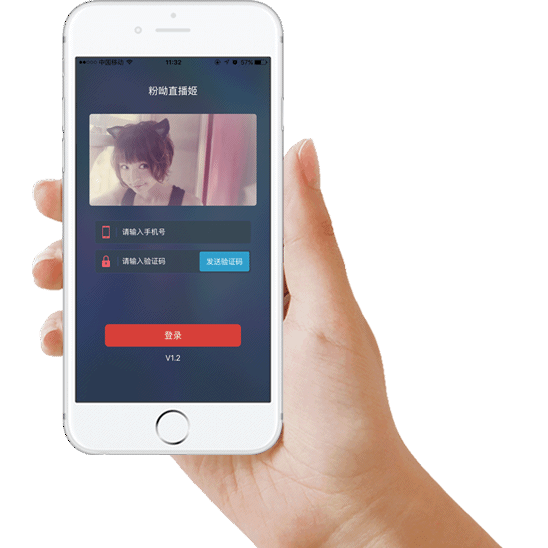 中国移动 11:32 57%
粉呦直播姬
请输入手机号
请输入验证码 发送验证码
登录
V1.2